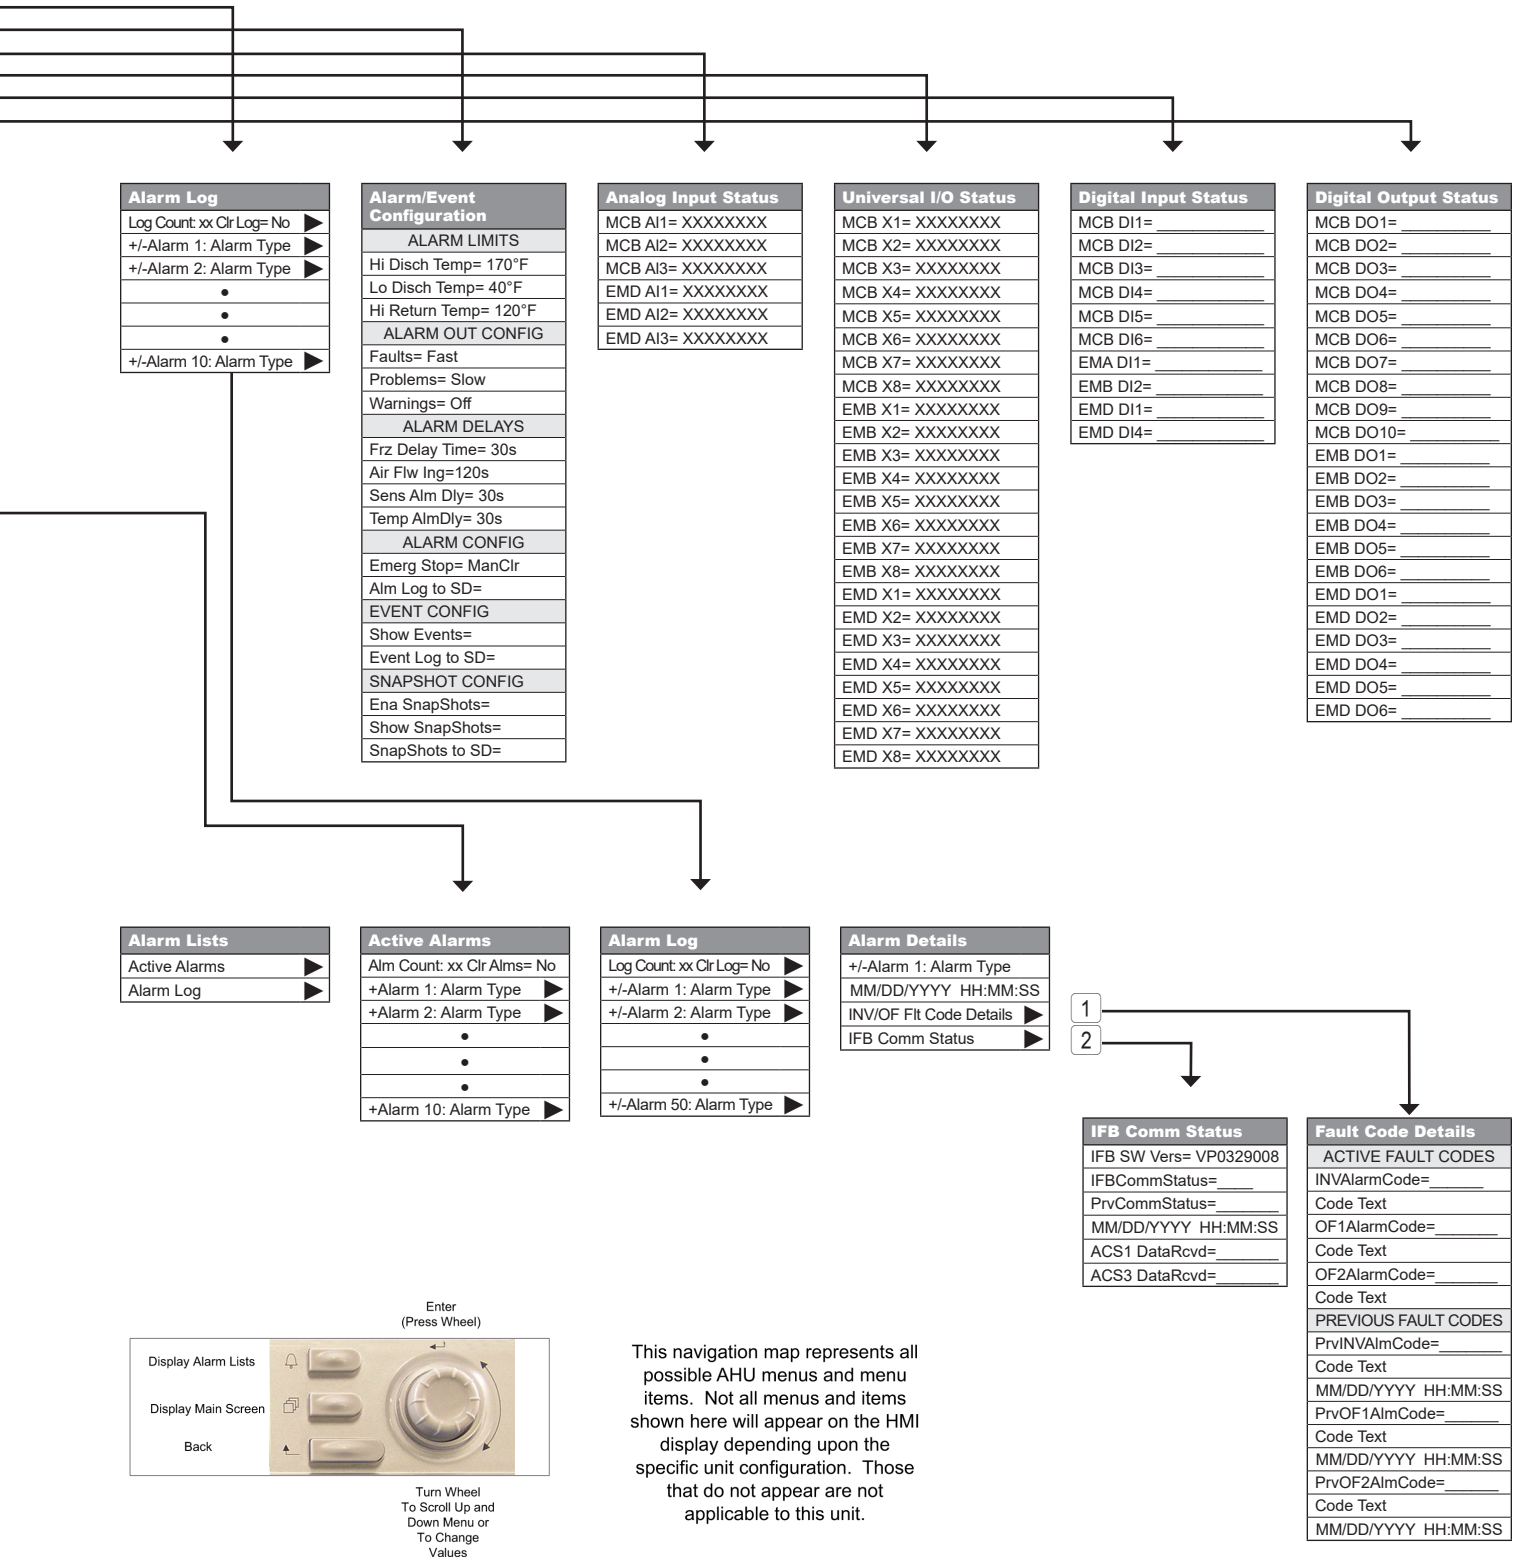 Alarm Log
Log Count: xx Clr Log= No
+/-Alarm 1: Alarm Type
+/-Alarm 2: Alarm Type
•
•
•
+/-Alarm 10: Alarm Type
Alarm/Event
Configuration
ALARM LIMITS
Hi Disch Temp= 170°F
Lo Disch Temp= 40°F
Hi Return Temp= 120°F
ALARM OUT CONFIG
Faults= Fast
Problems= Slow
Warnings= Off
ALARM DELAYS
Frz Delay Time= 30s
Air Flw Ing=120s
Sens Alm Dly= 30s
Temp AlmDly= 30s
ALARM CONFIG
Emerg Stop= ManClr
Alm Log to SD=
EVENT CONFIG
Show Events=
Event Log to SD=
SNAPSHOT CONFIG
Ena SnapShots=
Show SnapShots=
SnapShots to SD=
Analog Input Status
MCB AI1= XXXXXXXX
MCB AI2= XXXXXXXX
MCB AI3= XXXXXXXX
EMD AI1= XXXXXXXX
EMD AI2= XXXXXXXX
EMD AI3= XXXXXXXX
Universal I/O Status
MCB X1= XXXXXXXX
MCB X2= XXXXXXXX
MCB X3= XXXXXXXX
MCB X4= XXXXXXXX
MCB X5= XXXXXXXX
MCB X6= XXXXXXXX
MCB X7= XXXXXXXX
MCB X8= XXXXXXXX
EMB X1= XXXXXXXX
EMB X2= XXXXXXXX
EMB X3= XXXXXXXX
EMB X4= XXXXXXXX
EMB X5= XXXXXXXX
EMB X6= XXXXXXXX
EMB X7= XXXXXXXX
EMB X8= XXXXXXXX
EMD X1= XXXXXXXX
EMD X2= XXXXXXXX
EMD X3= XXXXXXXX
EMD X4= XXXXXXXX
EMD X5= XXXXXXXX
EMD X6= XXXXXXXX
EMD X7= XXXXXXXX
EMD X8= XXXXXXXX
Digital Input Status
MCB DI1= ____________
MCB DI2= ____________
MCB DI3= ____________
MCB DI4= ____________
MCB DI5= ____________
MCB DI6= ____________
EMA DI1= ____________
EMB DI2= ____________
EMD DI1= ____________
EMD DI4= ____________
Digital Output Status
MCB DO1= __________
MCB DO2= __________
MCB DO3= __________
MCB DO4= __________
MCB DO5= __________
MCB DO6= __________
MCB DO7= __________
MCB DO8= __________
MCB DO9= __________
MCB DO10= __________
EMB DO1= __________
EMB DO2= __________
EMB DO3= __________
EMB DO4= __________
EMB DO5= __________
EMB DO6= __________
EMD DO1= __________
EMD DO2= __________
EMD DO3= __________
EMD DO4= __________
EMD DO5= __________
EMD DO6= __________
Alarm Lists
Active Alarms
Alarm Log
Active Alarms
Alm Count: xx Clr Alms= No
+Alarm 1: Alarm Type
+Alarm 2: Alarm Type
•
•
•
+Alarm 10: Alarm Type
Alarm Log
Log Count: xx Clr Log= No
+/-Alarm 1: Alarm Type
+/-Alarm 2: Alarm Type
•
•
•
+/-Alarm 50: Alarm Type
Alarm Details
+/-Alarm 1: Alarm Type
MM/DD/YYYY HH:MM:SS
INV/OF Flt Code Details
IFB Comm Status
1
2
IFB Comm Status
IFB SW Vers= VP0329008
IFBCommStatus=____
PrvCommStatus=_______
MM/DD/YYYY HH:MM:SS
ACS1 DataRcvd=_______
ACS3 DataRcvd=_______
Fault Code Details
ACTIVE FAULT CODES
INVAlarmCode=______
Code Text
OF1AlarmCode=_______
Code Text
OF2AlarmCode=_______
Code Text
PREVIOUS FAULT CODES
PrvINVAlmCode=_______
Code Text
MM/DD/YYYY HH:MM:SS
PrvOF1AlmCode=______
Code Text
MM/DD/YYYY HH:MM:SS
PrvOF2AlmCode=______
Code Text
MM/DD/YYYY HH:MM:SS
Enter
(Press Wheel)
Display Alarm Lists
Display Main Screen
Back
Turn Wheel
To Scroll Up and
Down Menu or
To Change
Values
This navigation map represents all
possible AHU menus and menu
items. Not all menus and items
shown here will appear on the HMI
display depending upon the
specific unit configuration. Those
that do not appear are not
applicable to this unit.